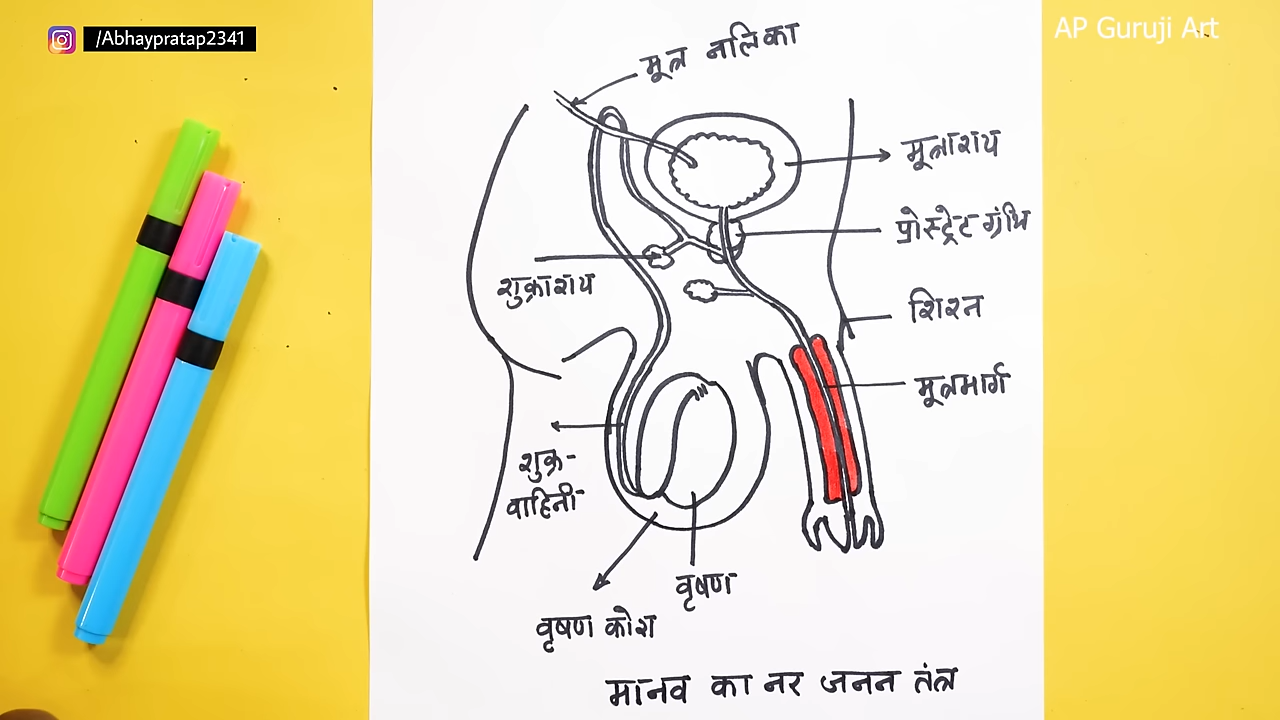 /Abhaypratap2341
AP Guruji Art
मूत्र नलिका
मूत्राशय
प्रोस्ट्रेट ग्रंथि
शुक्राशय
शिश्न
मूत्रमार्ग
शुक्र-
वाहिनी
वृषण
वृषण कोश
मानव का नर जनन तंत्र